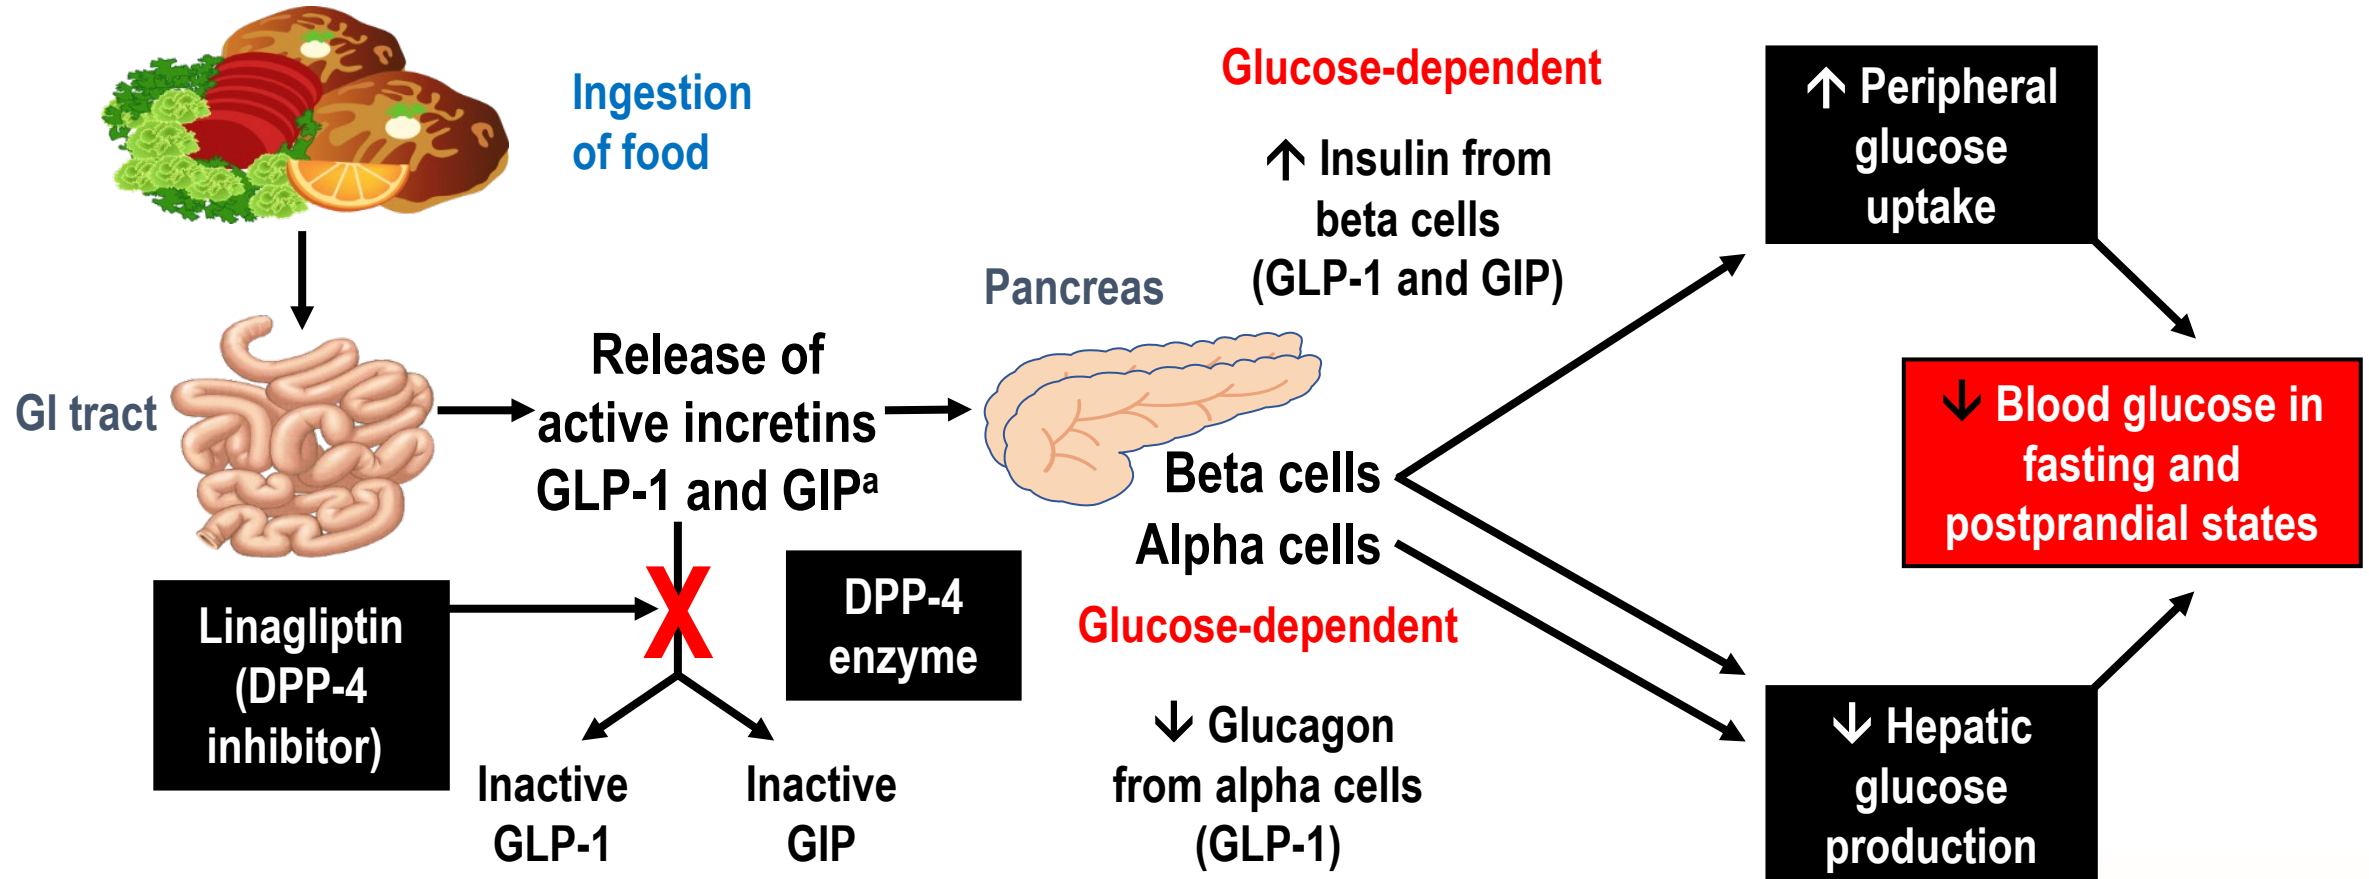 Ingestion
of food
GI tract
Release of
active incretins
GLP-1 and GIPᵃ
Linagliptin
(DPP-4
inhibitor)
X
DPP-4
enzyme
Inactive
GLP-1
Inactive
GIP
Pancreas
Glucose-dependent
↑ Insulin from
beta cells
(GLP-1 and GIP)
Beta cells
Alpha cells
Glucose-dependent
↓ Glucagon
from alpha cells
(GLP-1)
↑ Peripheral
glucose
uptake
↓ Blood glucose in
fasting and
postprandial states
↓ Hepatic
glucose
production